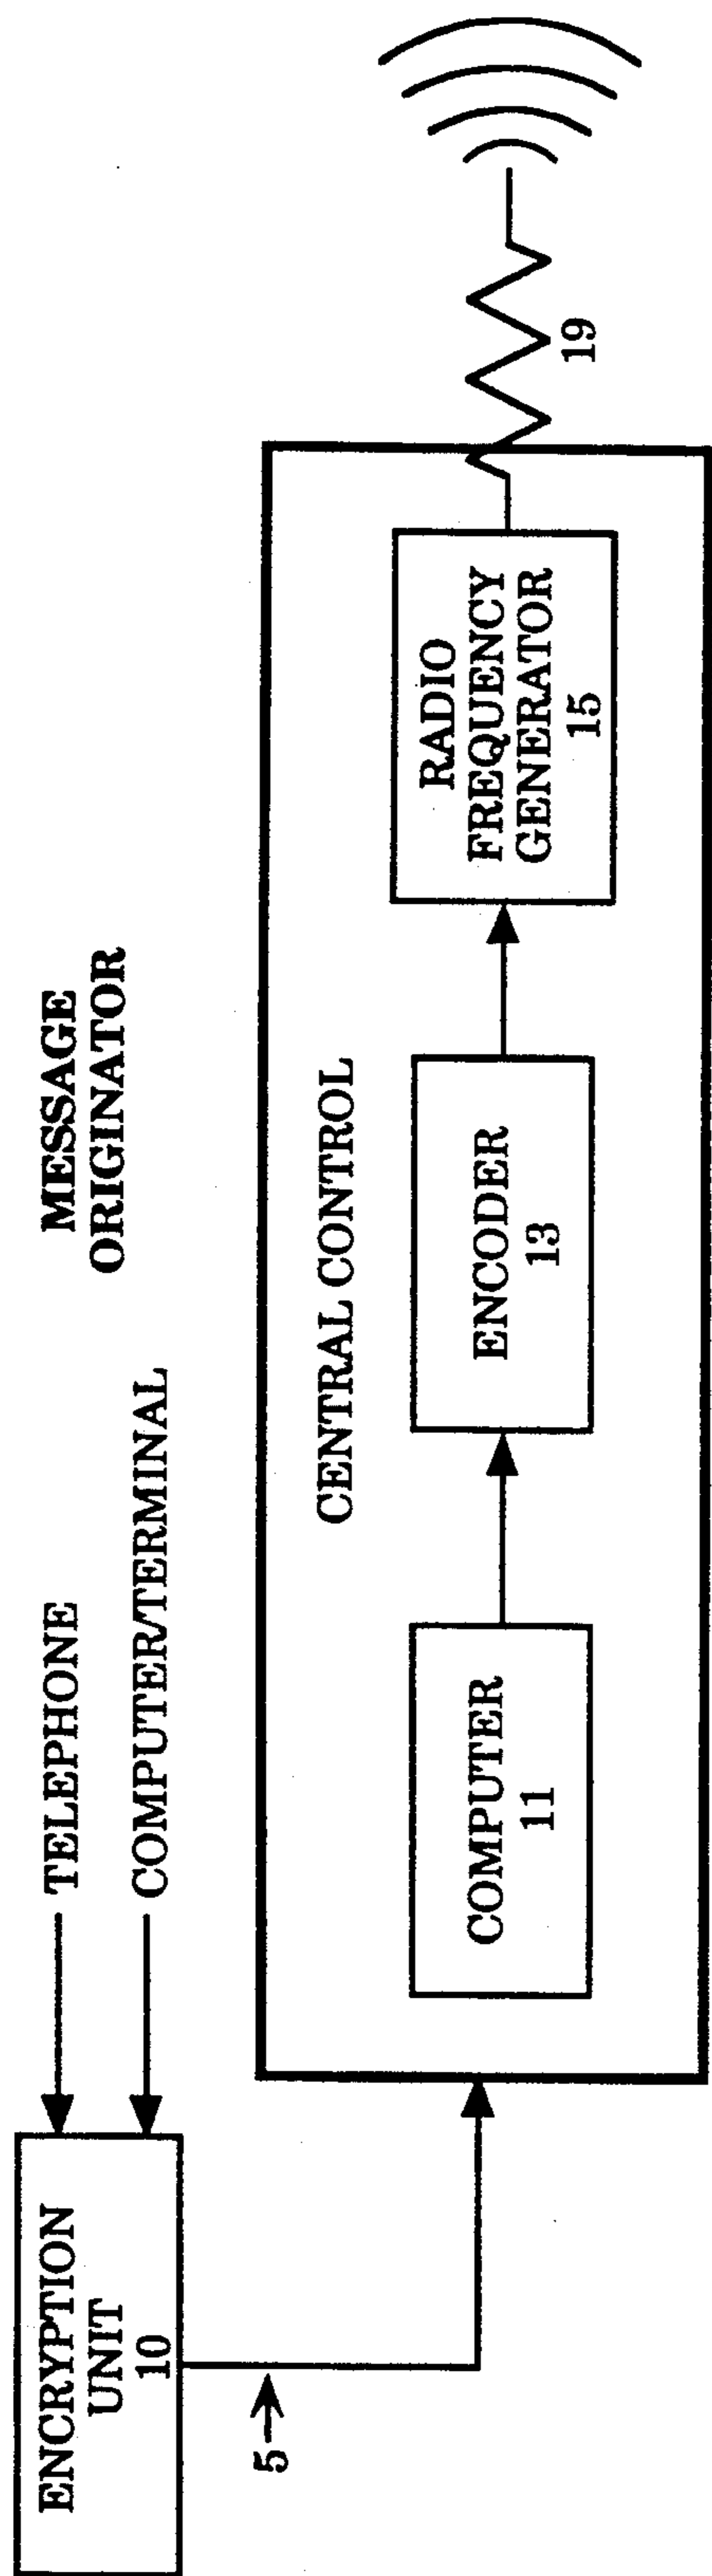 MESSAGE
ORIGINATOR
TELEPHONE
COMPUTER/TERMINAL
ENCRYPTION
UNIT
10
5
CENTRAL CONTROL
COMPUTER
11
ENCODER
13
RADIO
FREQUENCY
GENERATOR
15
19